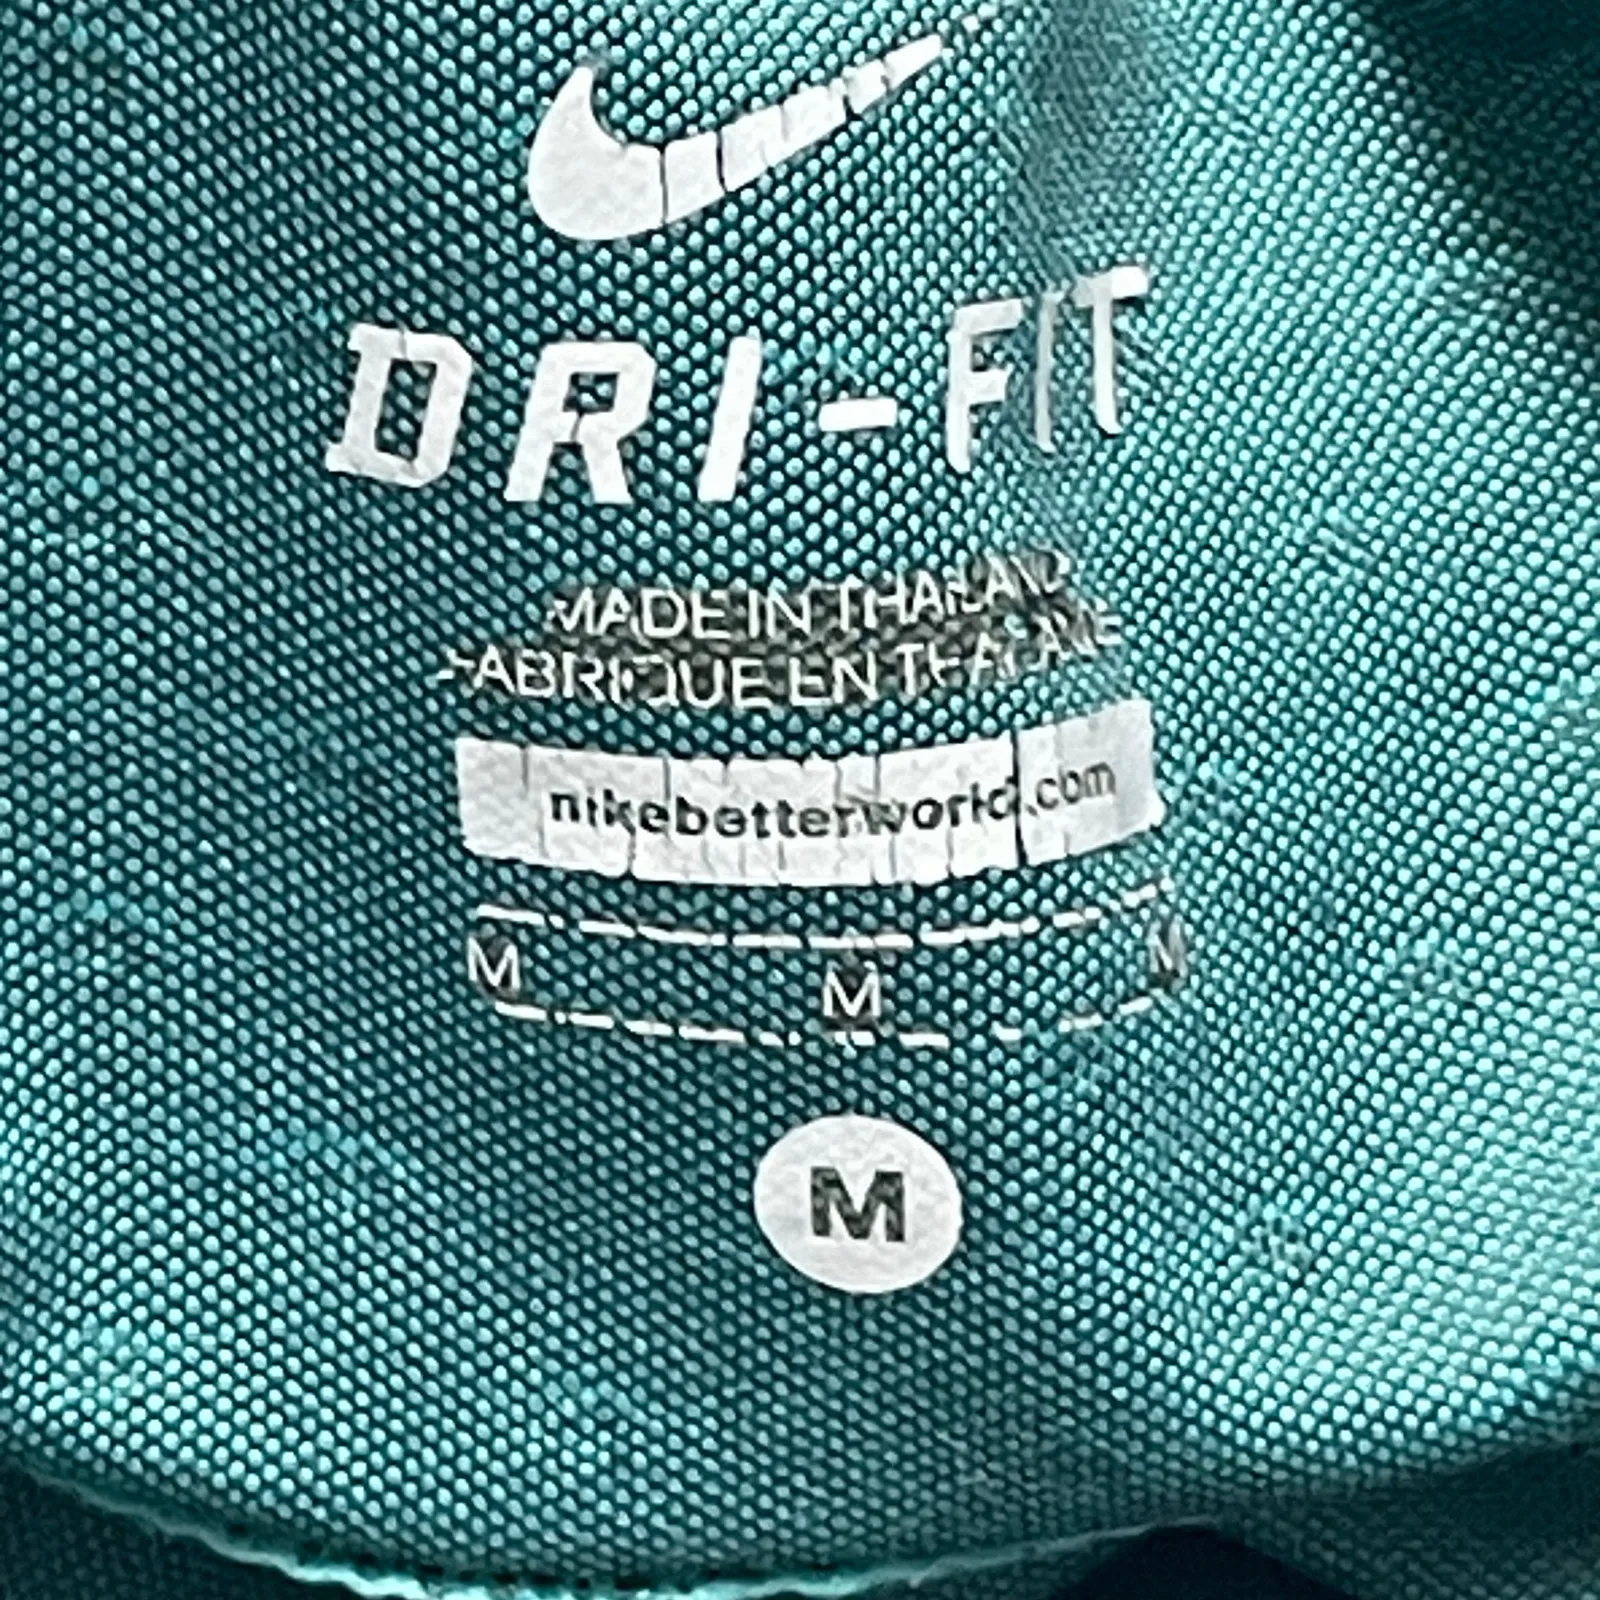 DRI-FIT
MADE IN THAILAND
FABRIQUE EN THAILANDE
nikebetterworld.com
M M M
M